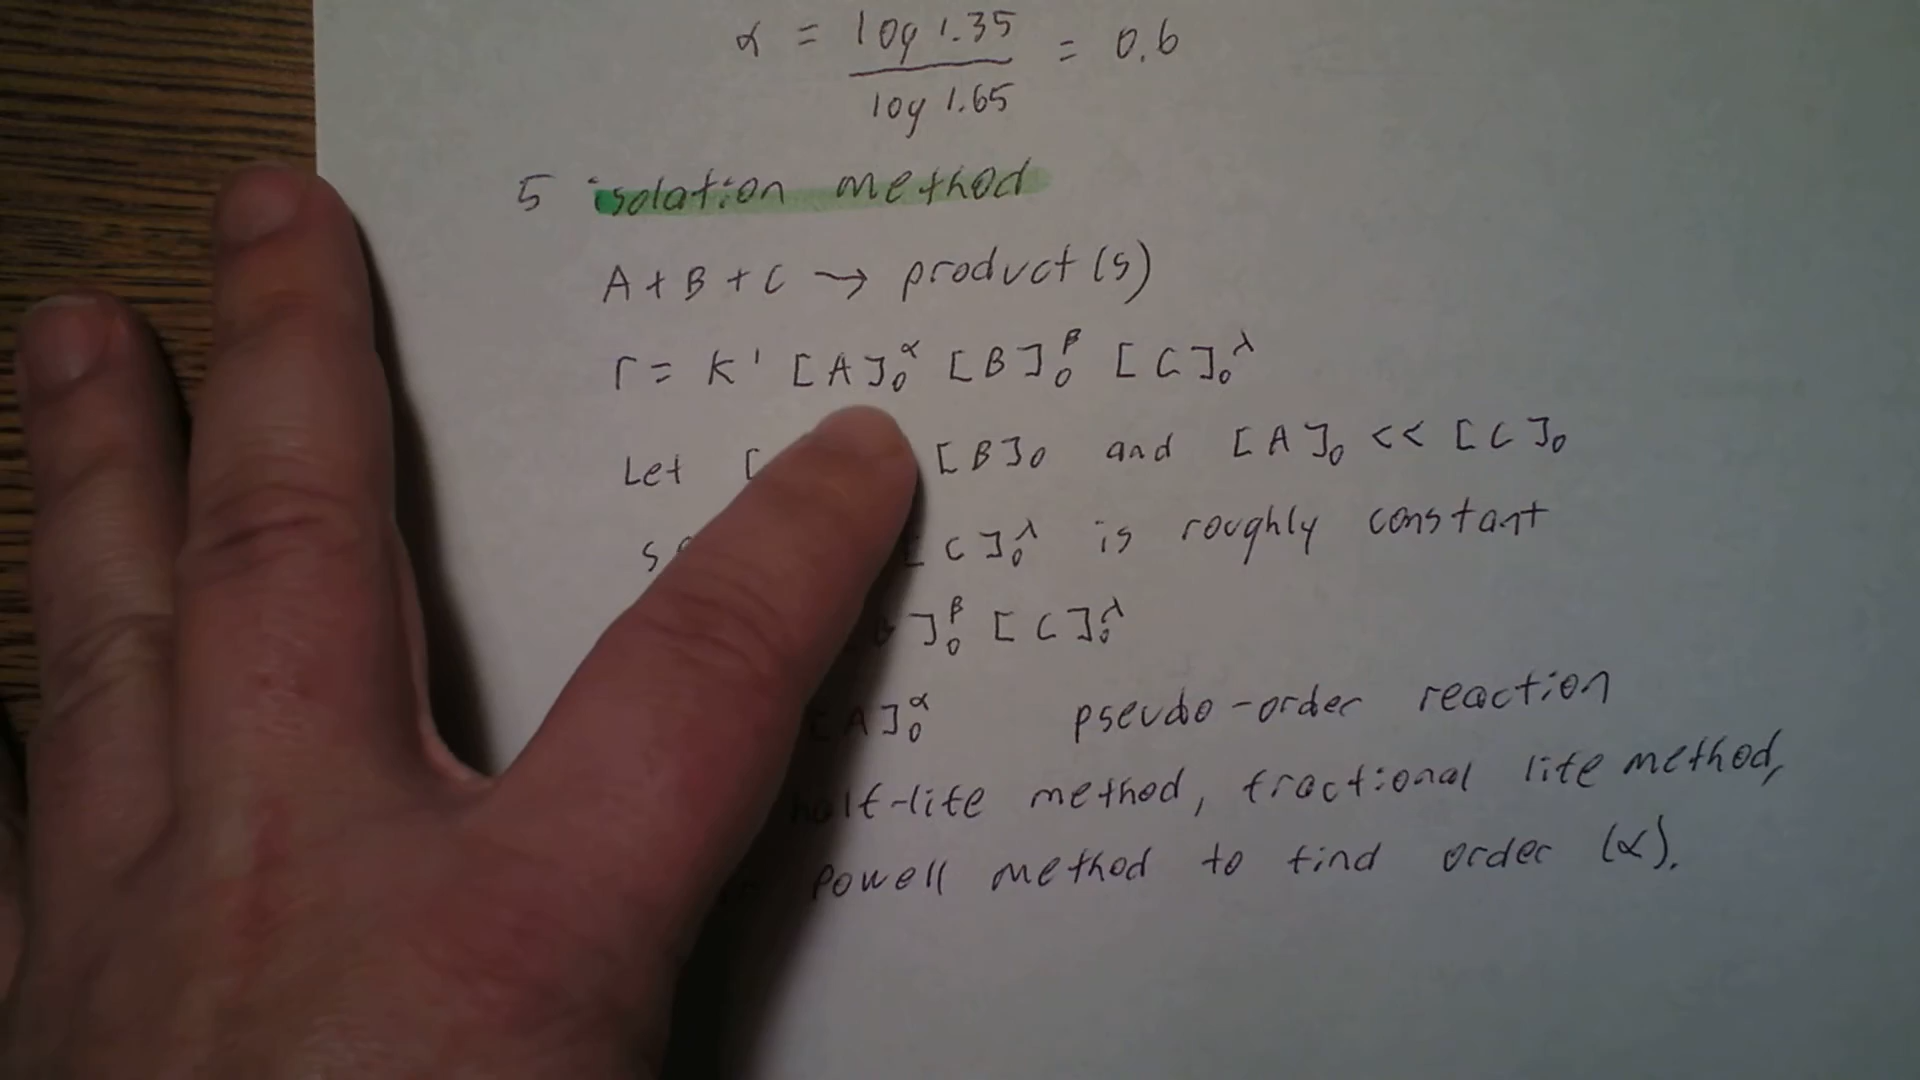 α = log 1.35 / log 1.65 = 0.6
5 isolation method
A + B + C → product(s)
r = k' [A]₀^α [B]₀^β [C]₀^λ
Let [ [B]₀ and [A]₀ << [C]₀
C]₀^λ is roughly constant
]₀^β [C]₀^λ
[A]₀^α pseudo-order reaction
half-life method, fractional life method,
Powell method to find order (α).